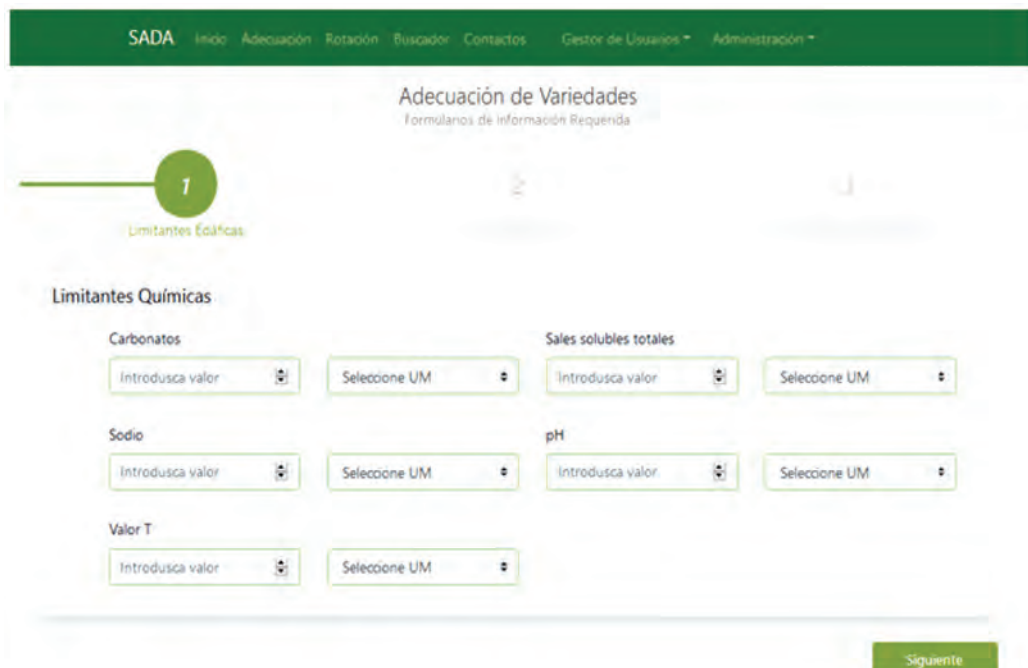 SADA Inicio Adecuación Rotación Buscador Contactos Gestor de Usuarios Administración
Adecuación de Variedades
Formularios de Información Requerida
1 2
Limitantes Edáficas
Limitantes Químicas
Carbonatos Sales solubles totales
Introdusca valor Seleccione UM Introdusca valor Seleccione UM
Sodio pH
Introdusca valor Seleccione UM Introdusca valor Seleccione UM
Valor T
Introdusca valor Seleccione UM
Siguiente